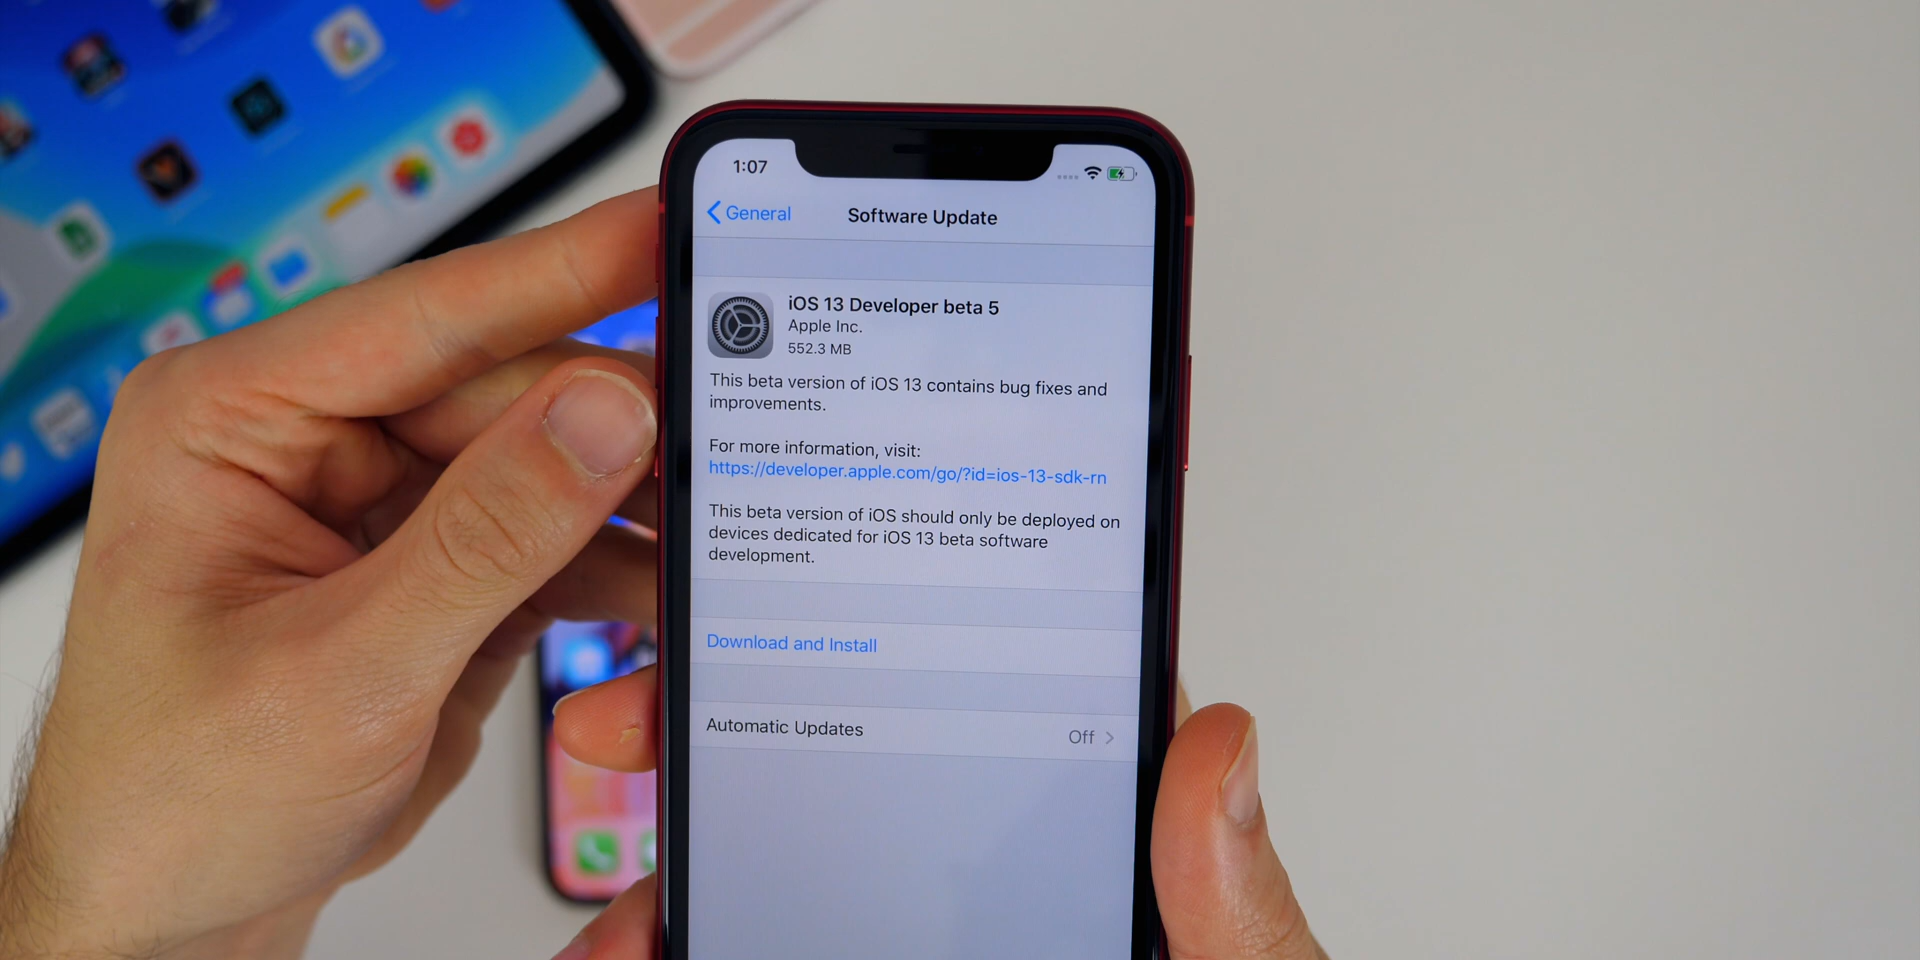 1:07
General
Software Update
iOS 13 Developer beta 5
Apple Inc.
552.3 MB
This beta version of iOS 13 contains bug fixes and
improvements.
For more information, visit:
https://developer.apple.com/go/?id=ios-13-sdk-rn
This beta version of iOS should only be deployed on
devices dedicated for iOS 13 beta software
development.
Download and Install
Automatic Updates
Off